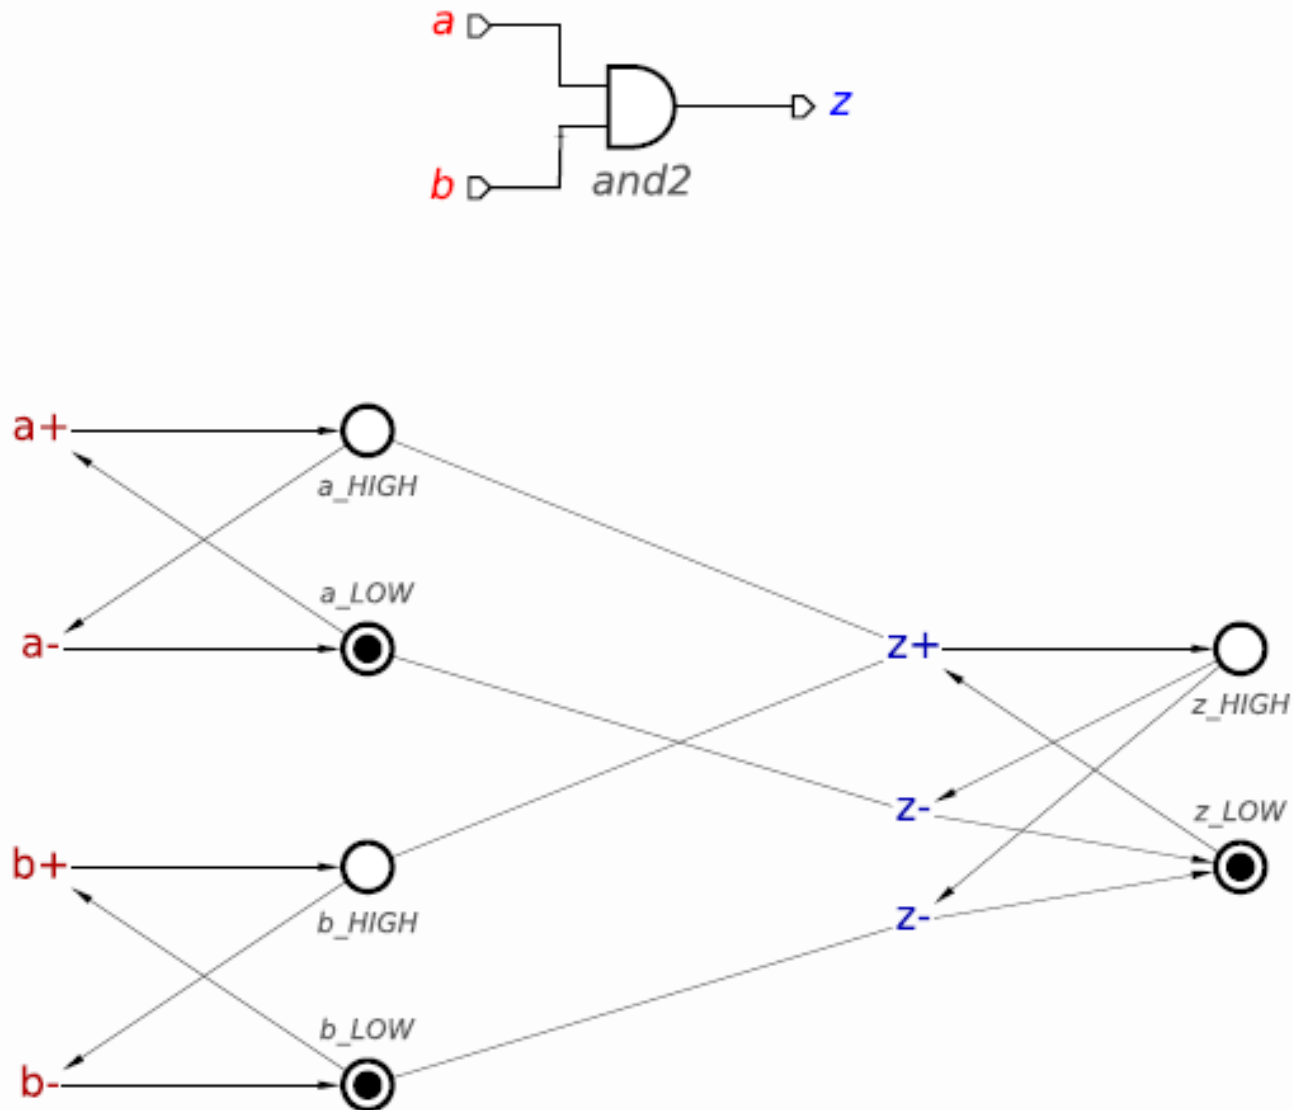 a
z
b
and2
a+
a_HIGH
a_LOW
a-
z+
z_HIGH
z-
z_LOW
b+
z-
b_HIGH
b_LOW
b-